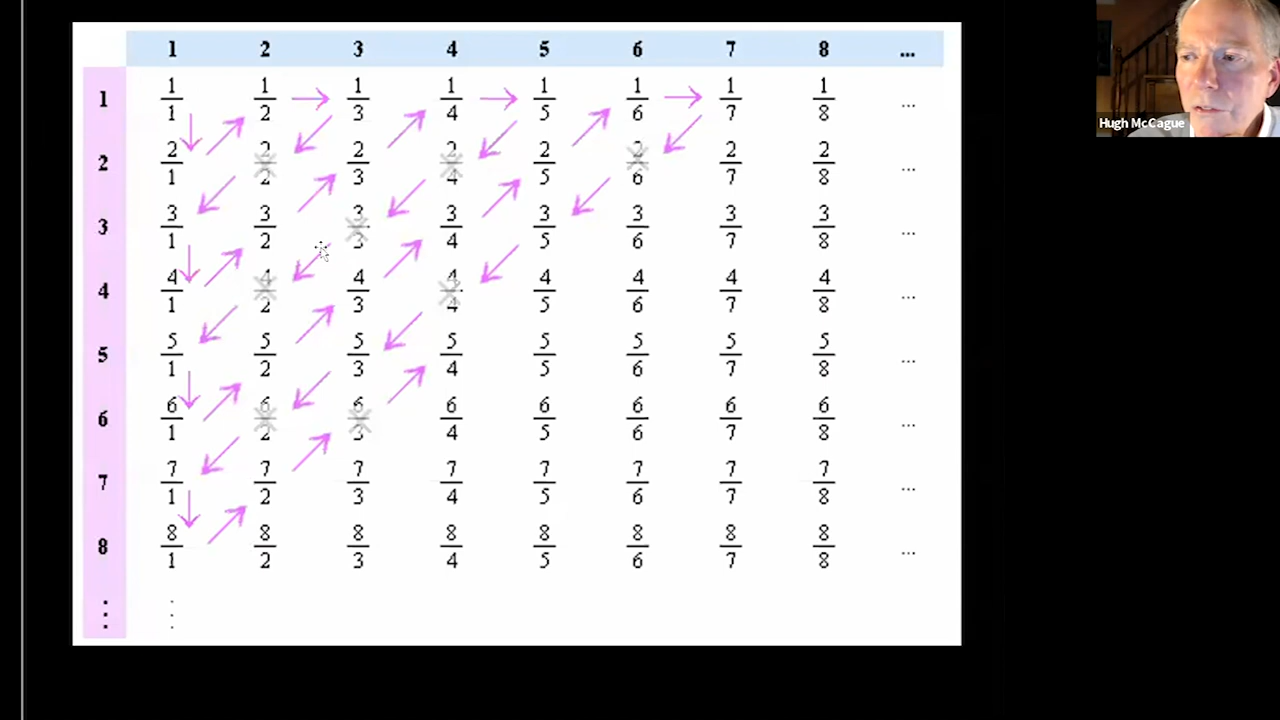 1 2 3 4 5 6 7 8 ...
1 1/1 1/2 1/3 1/4 1/5 1/6 1/7 1/8 ...
2 2/1 2/2 2/3 2/4 2/5 2/6 2/7 2/8 ...
3 3/1 3/2 3/3 3/4 3/5 3/6 3/7 3/8 ...
4 4/1 4/2 4/3 4/4 4/5 4/6 4/7 4/8 ...
5 5/1 5/2 5/3 5/4 5/5 5/6 5/7 5/8 ...
6 6/1 6/2 6/3 6/4 6/5 6/6 6/7 6/8 ...
7 7/1 7/2 7/3 7/4 7/5 7/6 7/7 7/8 ...
8 8/1 8/2 8/3 8/4 8/5 8/6 8/7 8/8 ...
⋮ ⋮
Hugh McCague